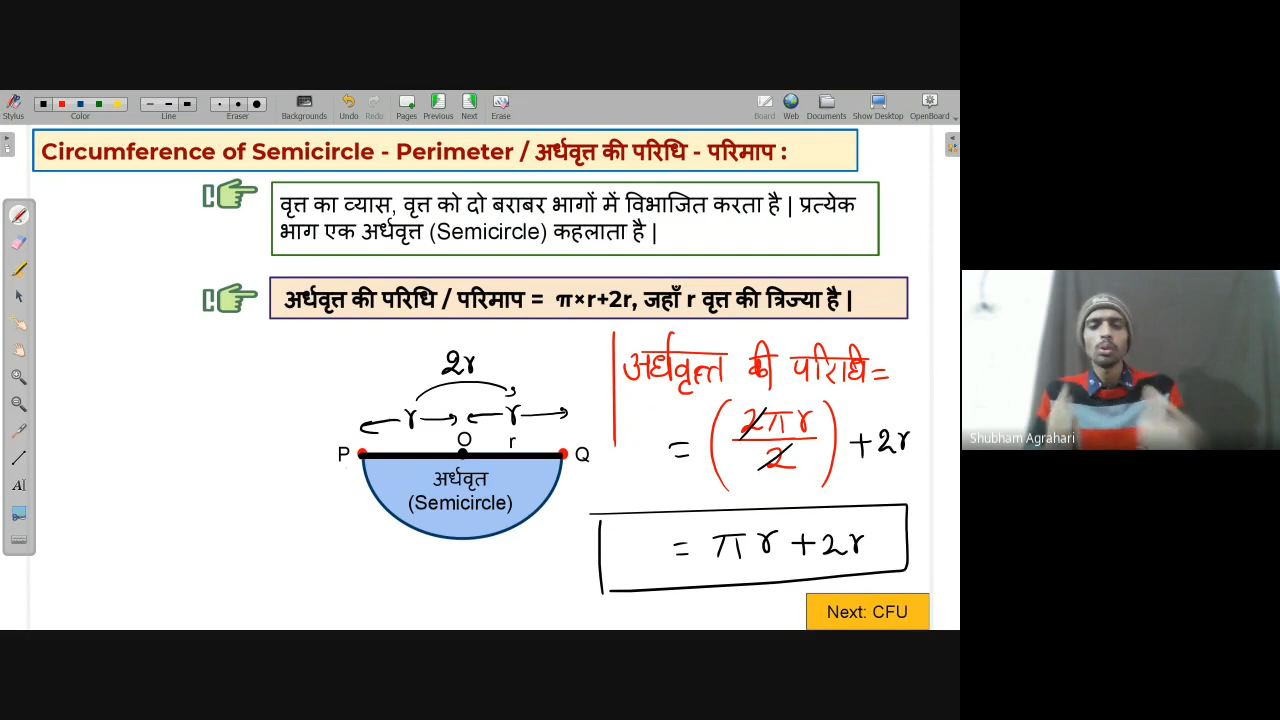 Stylus
Color
Line
Eraser
Backgrounds
Undo
Redo
Pages
Previous
Next
Erase
Board
Web
Documents
Show Desktop
OpenBoard
Circumference of Semicircle - Perimeter / अर्धवृत्त की परिधि - परिमाप :
वृत्त का व्यास, वृत्त को दो बराबर भागों में विभाजित करता है | प्रत्येक
भाग एक अर्धवृत्त (Semicircle) कहलाता है |
अर्धवृत्त की परिधि / परिमाप = π×r+2r, जहाँ r वृत्त की त्रिज्या है |
2r
r r
O r
P Q
अर्धवृत
(Semicircle)
अर्धवृत्त की परिधि =
= (2πr/2) + 2r
= πr + 2r
Next: CFU
Shubham Agrahari